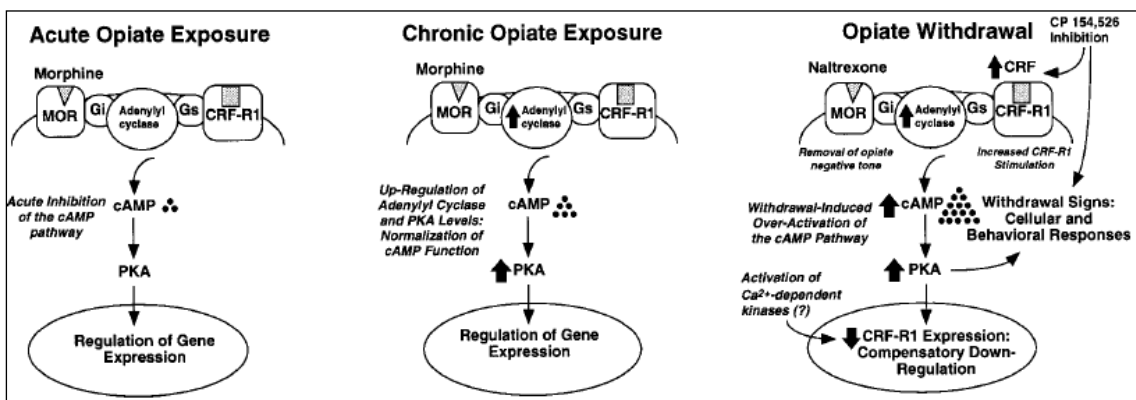 Acute Opiate Exposure
Morphine
MOR
Gi
Adenylyl
cyclase
Gs
CRF-R1
Acute Inhibition
of the cAMP
pathway
cAMP
PKA
Regulation of Gene
Expression
Chronic Opiate Exposure
Morphine
MOR
Gi
Adenylyl
cyclase
Gs
CRF-R1
Up-Regulation of
Adenylyl Cyclase
and PKA Levels:
Normalization of
cAMP Function
cAMP
PKA
Regulation of Gene
Expression
Opiate Withdrawal
CP 154,526
Inhibition
Naltrexone
CRF
MOR
Gi
Adenylyl
cyclase
Gs
CRF-R1
Removal of opiate
negative tone
Increased CRF-R1
Stimulation
Withdrawal-Induced
Over-Activation of
the cAMP Pathway
cAMP
Withdrawal Signs:
Cellular and
Behavioral Responses
PKA
Activation of
Ca2+-dependent
kinases (?)
CRF-R1 Expression:
Compensatory Down-
Regulation